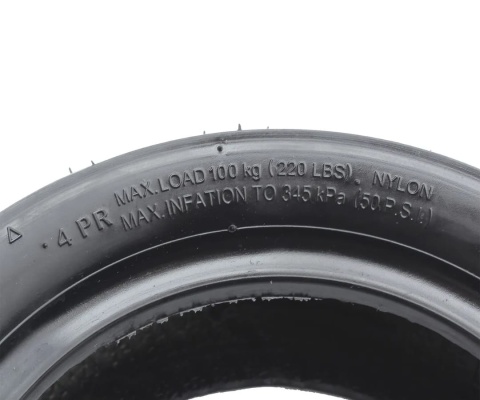 · 4 PR
MAX.LOAD 100 kg (220 LBS). NYLON
MAX. INFATION TO 345 kPa (50 P.S.I.)